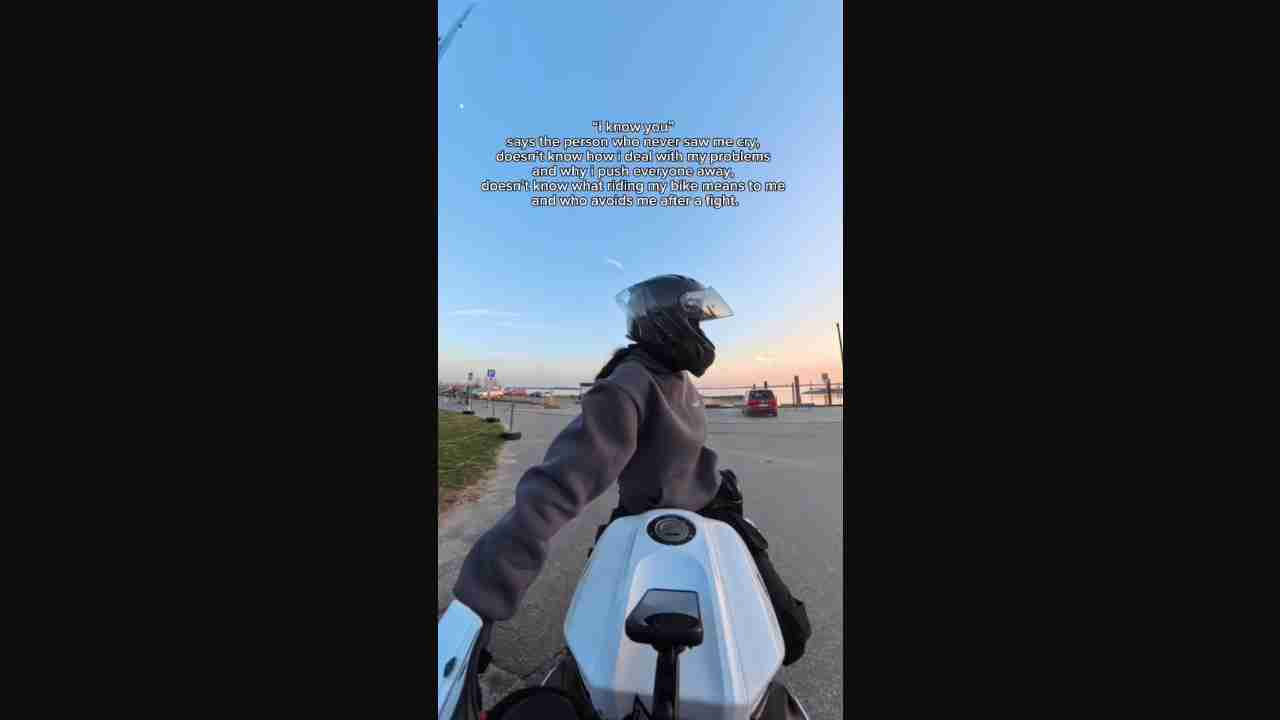 "i know you"
says the person who never saw me cry,
doesn't know how i deal with my problems
and why i push everyone away,
doesn't know what riding my bike means to me
and who avoids me after a fight.